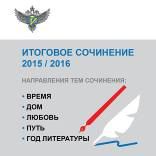 ИТОГОВОЕ СОЧИНЕНИЕ
2015 / 2016
НАПРАВЛЕНИЯ ТЕМ СОЧИНЕНИЯ:
• ВРЕМЯ
• ДОМ
• ЛЮБОВЬ
• ПУТЬ
• ГОД ЛИТЕРАТУРЫ